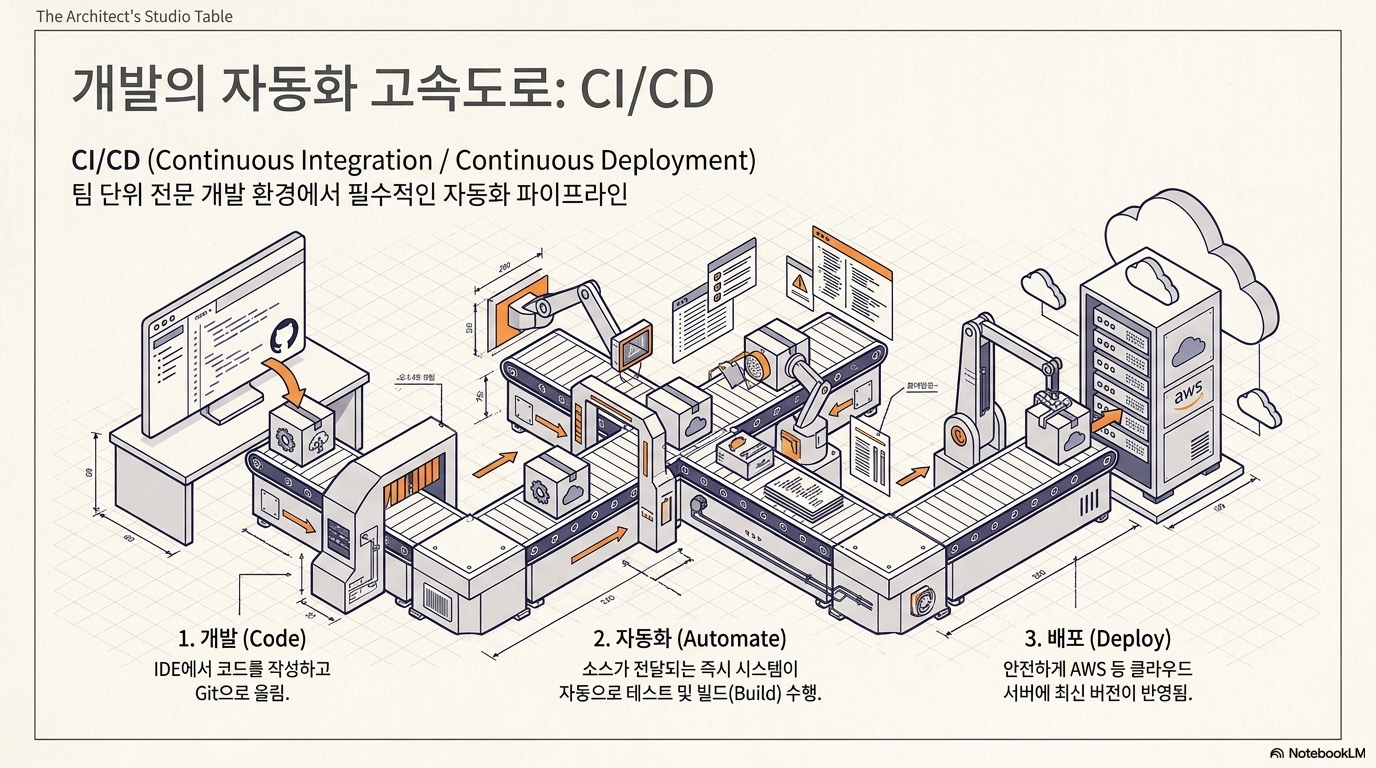 The Architect's Studio Table
개발의 자동화 고속도로: CI/CD
CI/CD (Continuous Integration / Continuous Deployment)
팀 단위 전문 개발 환경에서 필수적인 자동화 파이프라인
aws
1. 개발 (Code)
IDE에서 코드를 작성하고
Git으로 올림.
2. 자동화 (Automate)
소스가 전달되는 즉시 시스템이
자동으로 테스트 및 빌드(Build) 수행.
3. 배포 (Deploy)
안전하게 AWS 등 클라우드
서버에 최신 버전이 반영됨.
NotebookLM